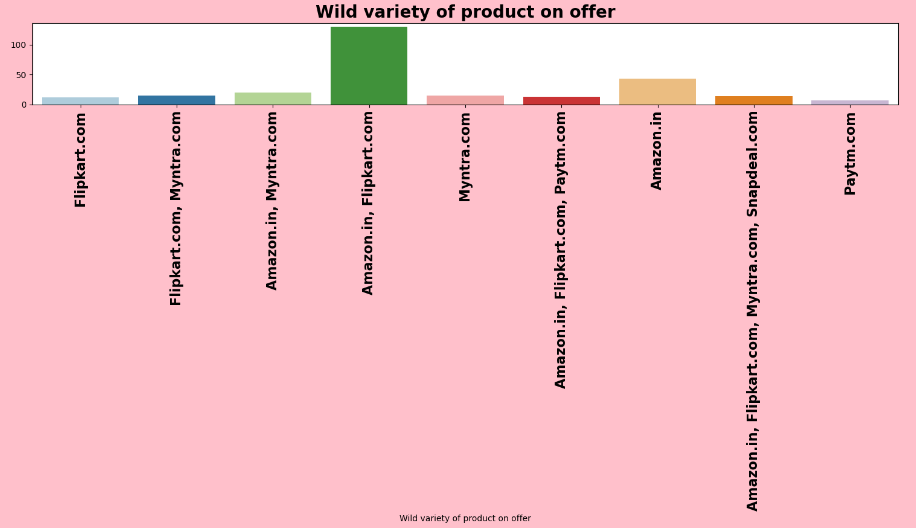 Wild variety of product on offer
100
50
0
Flipkart.com
Flipkart.com, Myntra.com
Amazon.in, Myntra.com
Amazon.in, Flipkart.com
Myntra.com
Amazon.in, Flipkart.com, Paytm.com
Amazon.in
Amazon.in, Flipkart.com, Myntra.com, Snapdeal.com
Paytm.com
Wild variety of product on offer